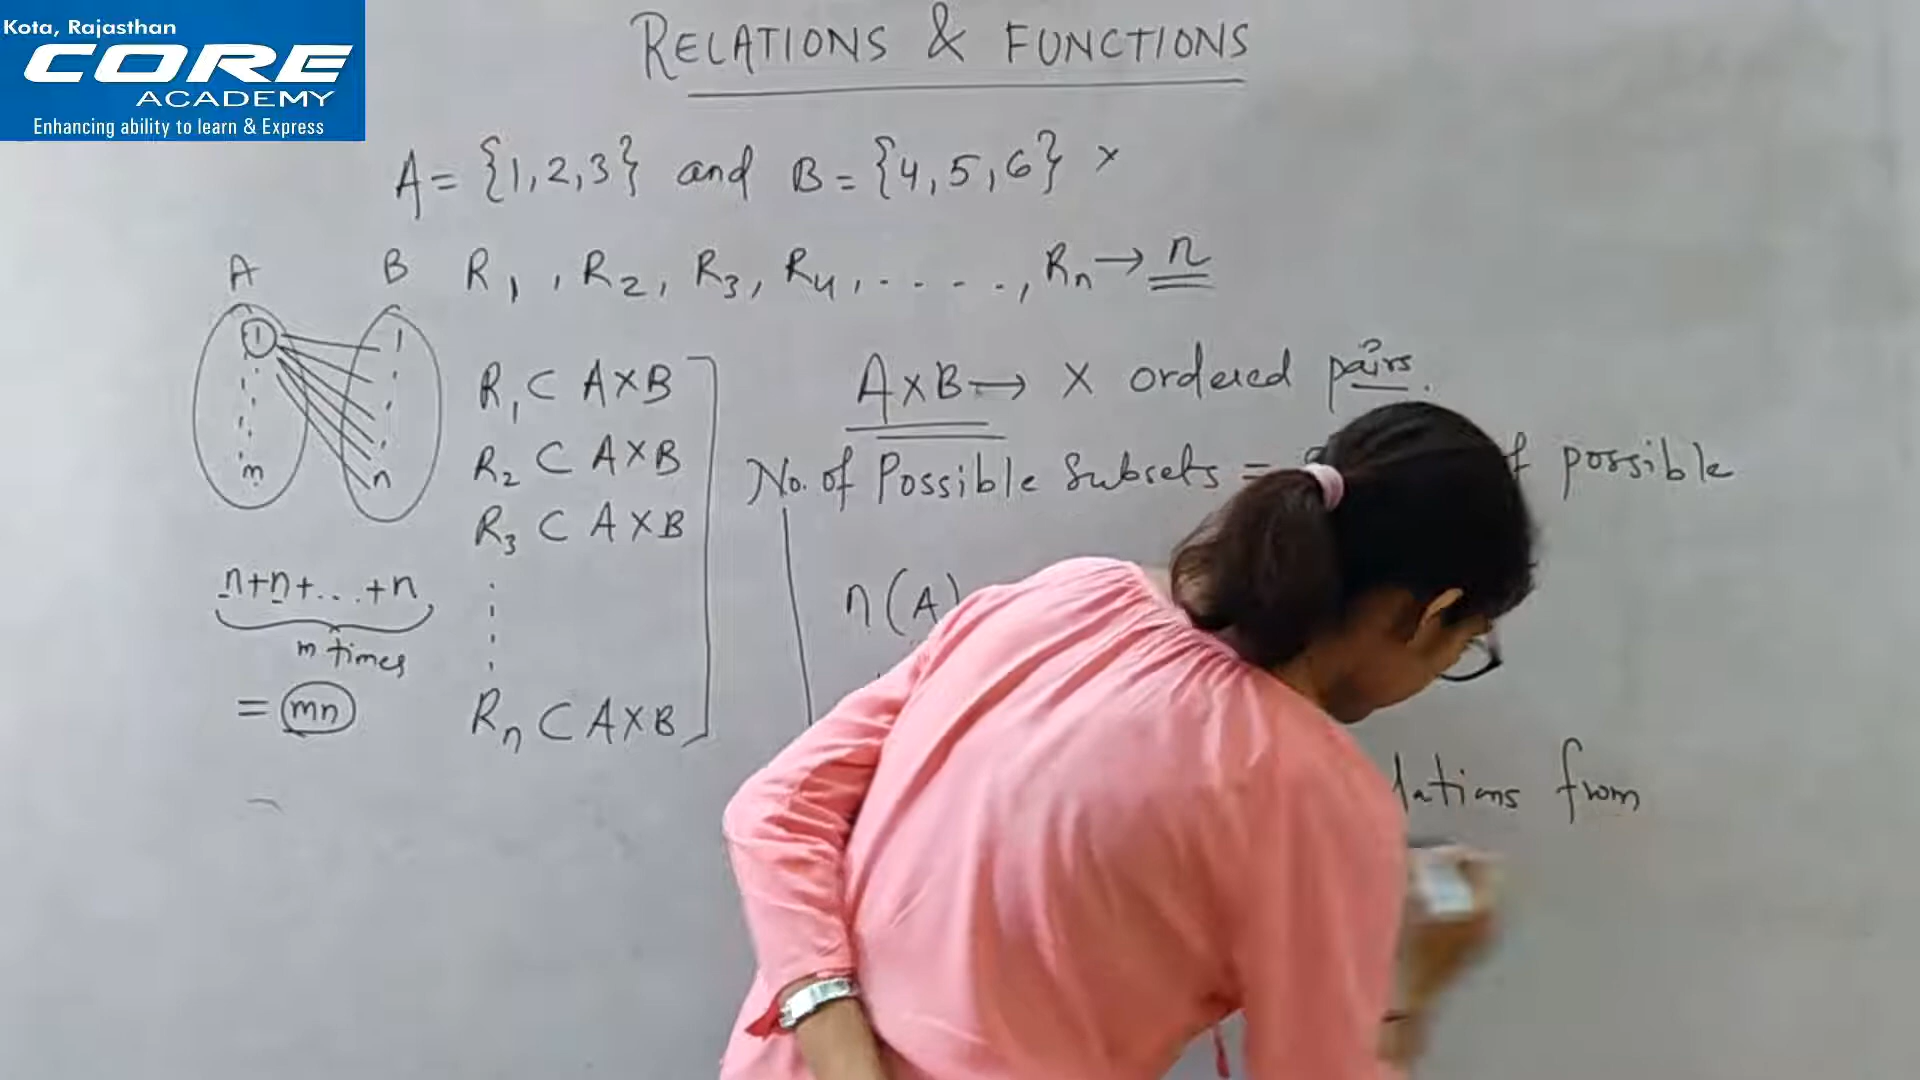 Kota, Rajasthan
CORE
ACADEMY
Enhancing ability to learn & Express
RELATIONS & FUNCTIONS
A = {1,2,3} and B = {4,5,6} ×
A B R1, R2, R3, R4, . . . . ., Rn → n
1 1
m n
n+n+...+n
m times
= mn
R1 ⊂ A×B
R2 ⊂ A×B
R3 ⊂ A×B
Rn ⊂ A×B
A×B → X ordered pairs.
No. of Possible Subsets = possible
n(A)
from